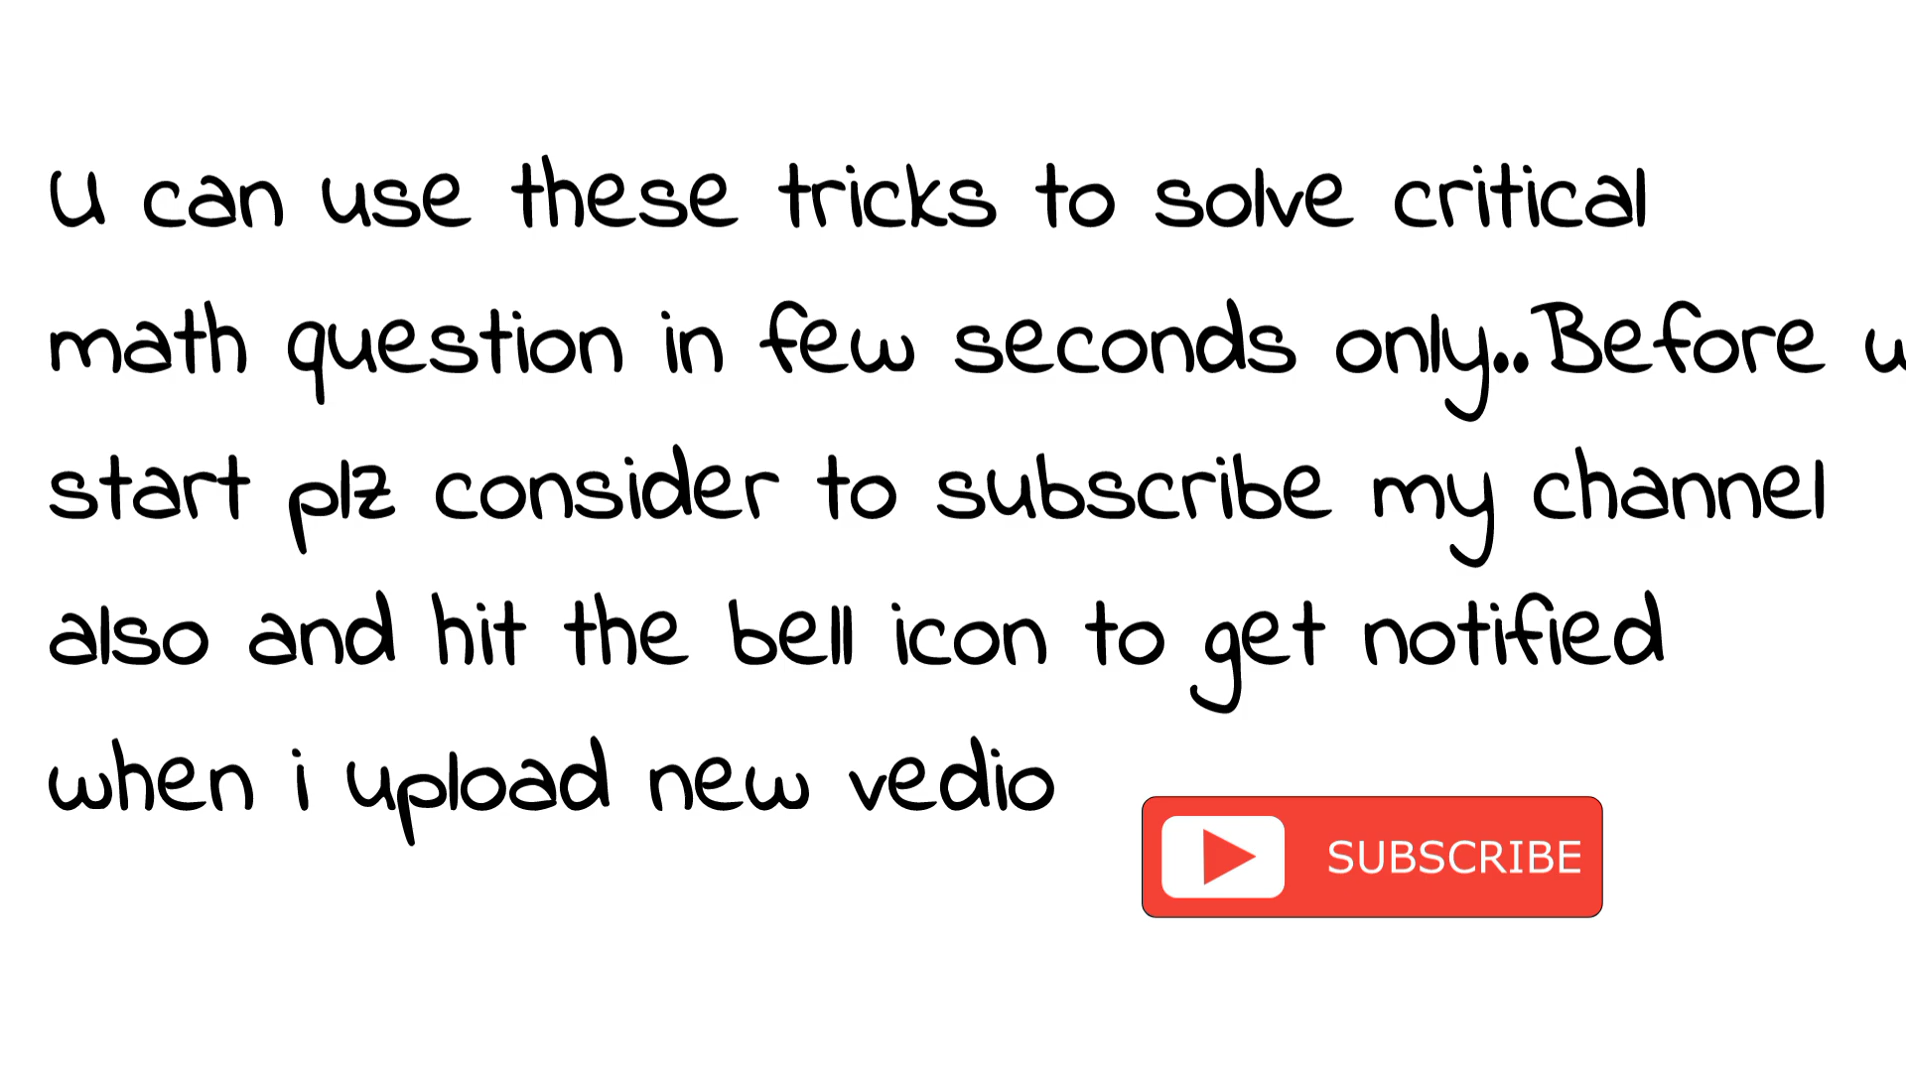 U can use these tricks to solve critical
math question in few seconds only..Before
start plz consider to subscribe my channel
also and hit the bell icon to get notified
when i upload new vedio
SUBSCRIBE